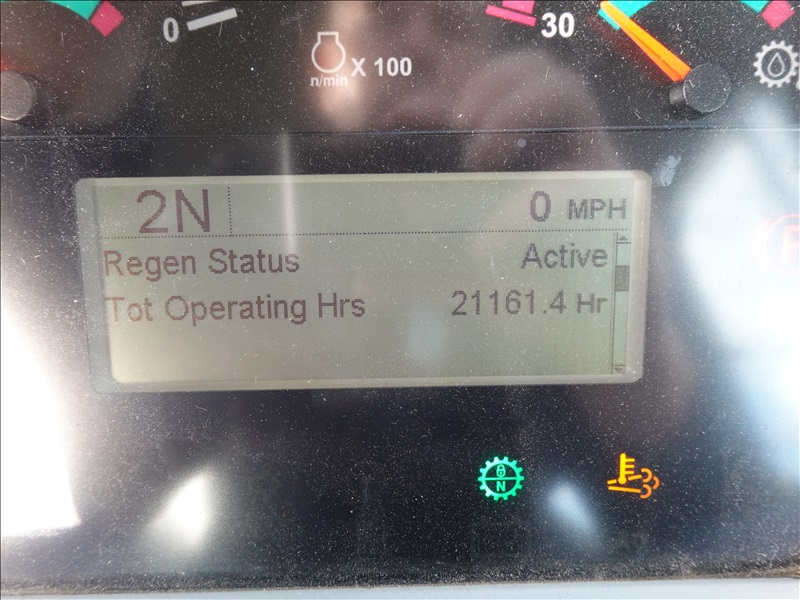 0
30
n/min X 100
2N 0 MPH
Regen Status Active
Tot Operating Hrs 21161.4 Hr
N
P